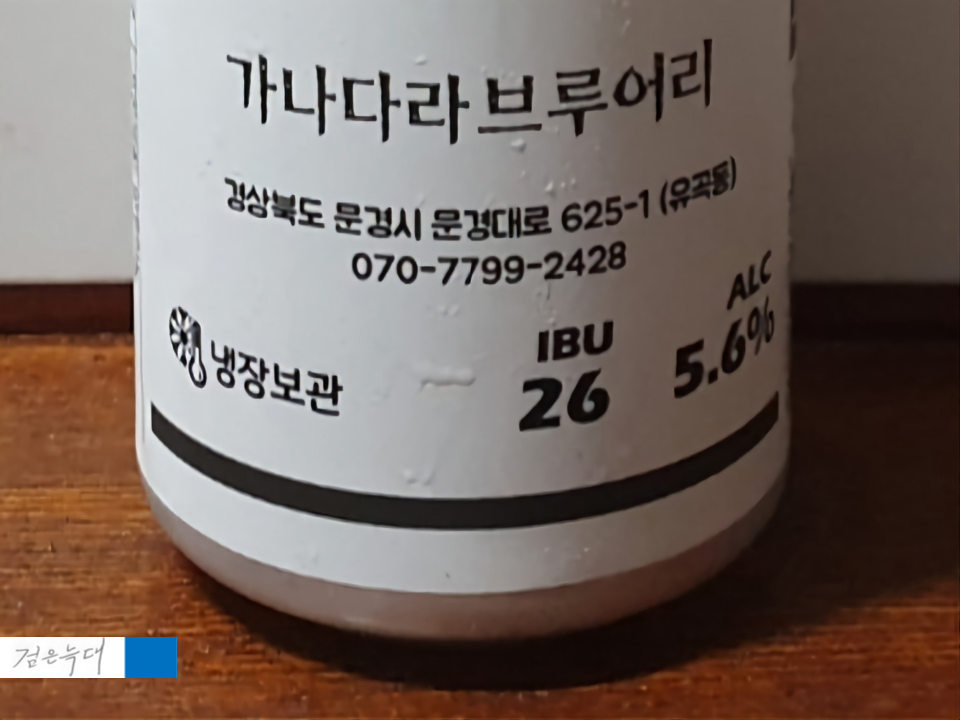 가나다라브루어리
경상북도 문경시 문경대로 625-1 (유곡동)
070-7799-2428
냉장보관
IBU
26
ALC
5.6%
검은늑대